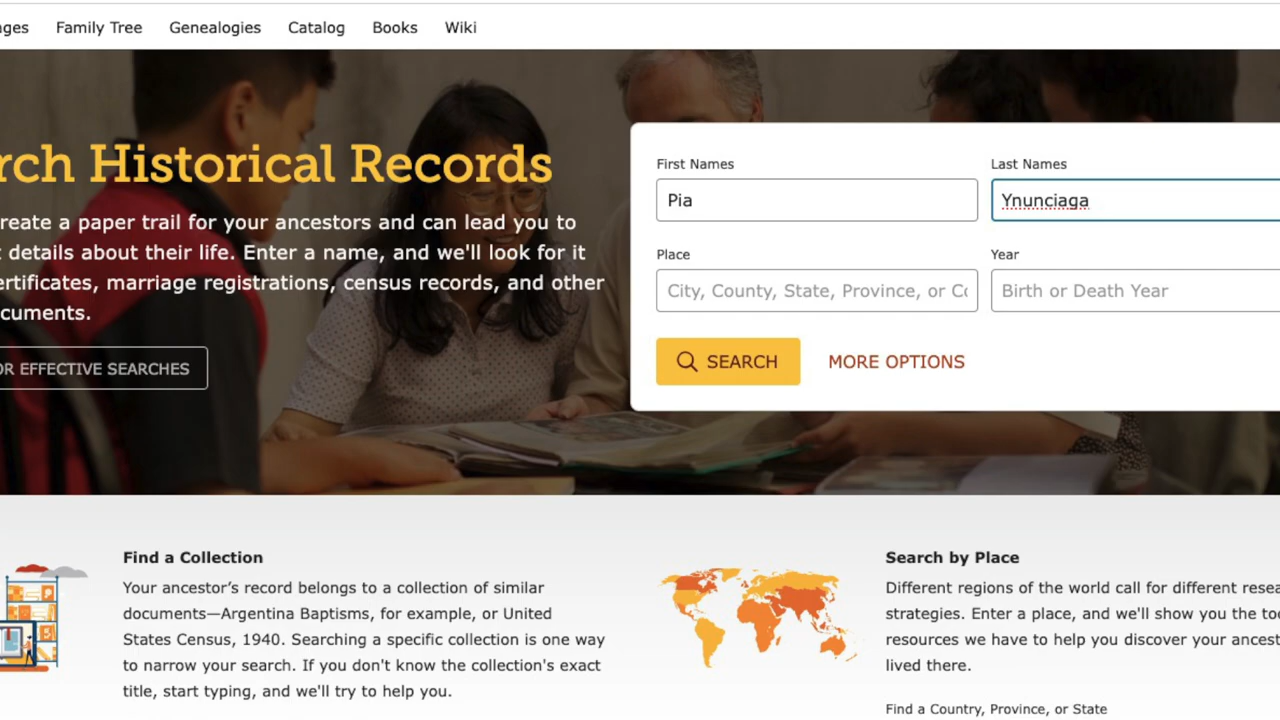 ges Family Tree Genealogies Catalog Books Wiki
rch Historical Records
reate a paper trail for your ancestors and can lead you to
t details about their life. Enter a name, and we'll look for it
ertificates, marriage registrations, census records, and other
cuments.
OR EFFECTIVE SEARCHES
First Names Last Names
Pia Ynunciaga
Place Year
City, County, State, Province, or Co Birth or Death Year
SEARCH MORE OPTIONS
Find a Collection
Your ancestor’s record belongs to a collection of similar
documents—Argentina Baptisms, for example, or United
States Census, 1940. Searching a specific collection is one way
to narrow your search. If you don't know the collection's exact
title, start typing, and we'll try to help you.
Search by Place
Different regions of the world call for different resea
strategies. Enter a place, and we'll show you the too
resources we have to help you discover your ancest
lived there.
Find a Country, Province, or State